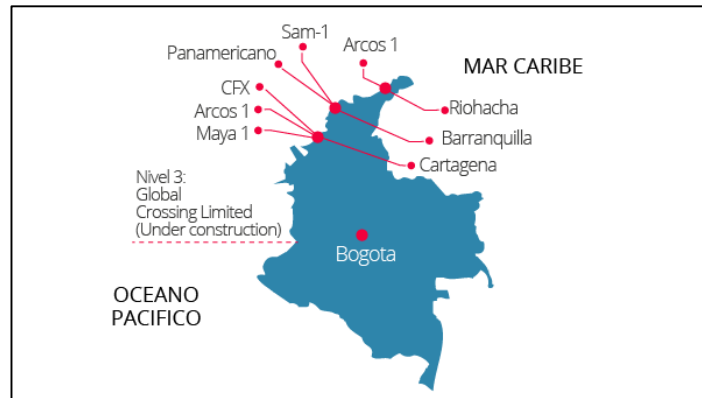 Sam-1
Arcos 1
Panamericano
MAR CARIBE
CFX
Arcos 1
Maya 1
Riohacha
Barranquilla
Cartagena
Nivel 3:
Global
Crossing Limited
(Under construction)
Bogota
OCEANO
PACIFICO